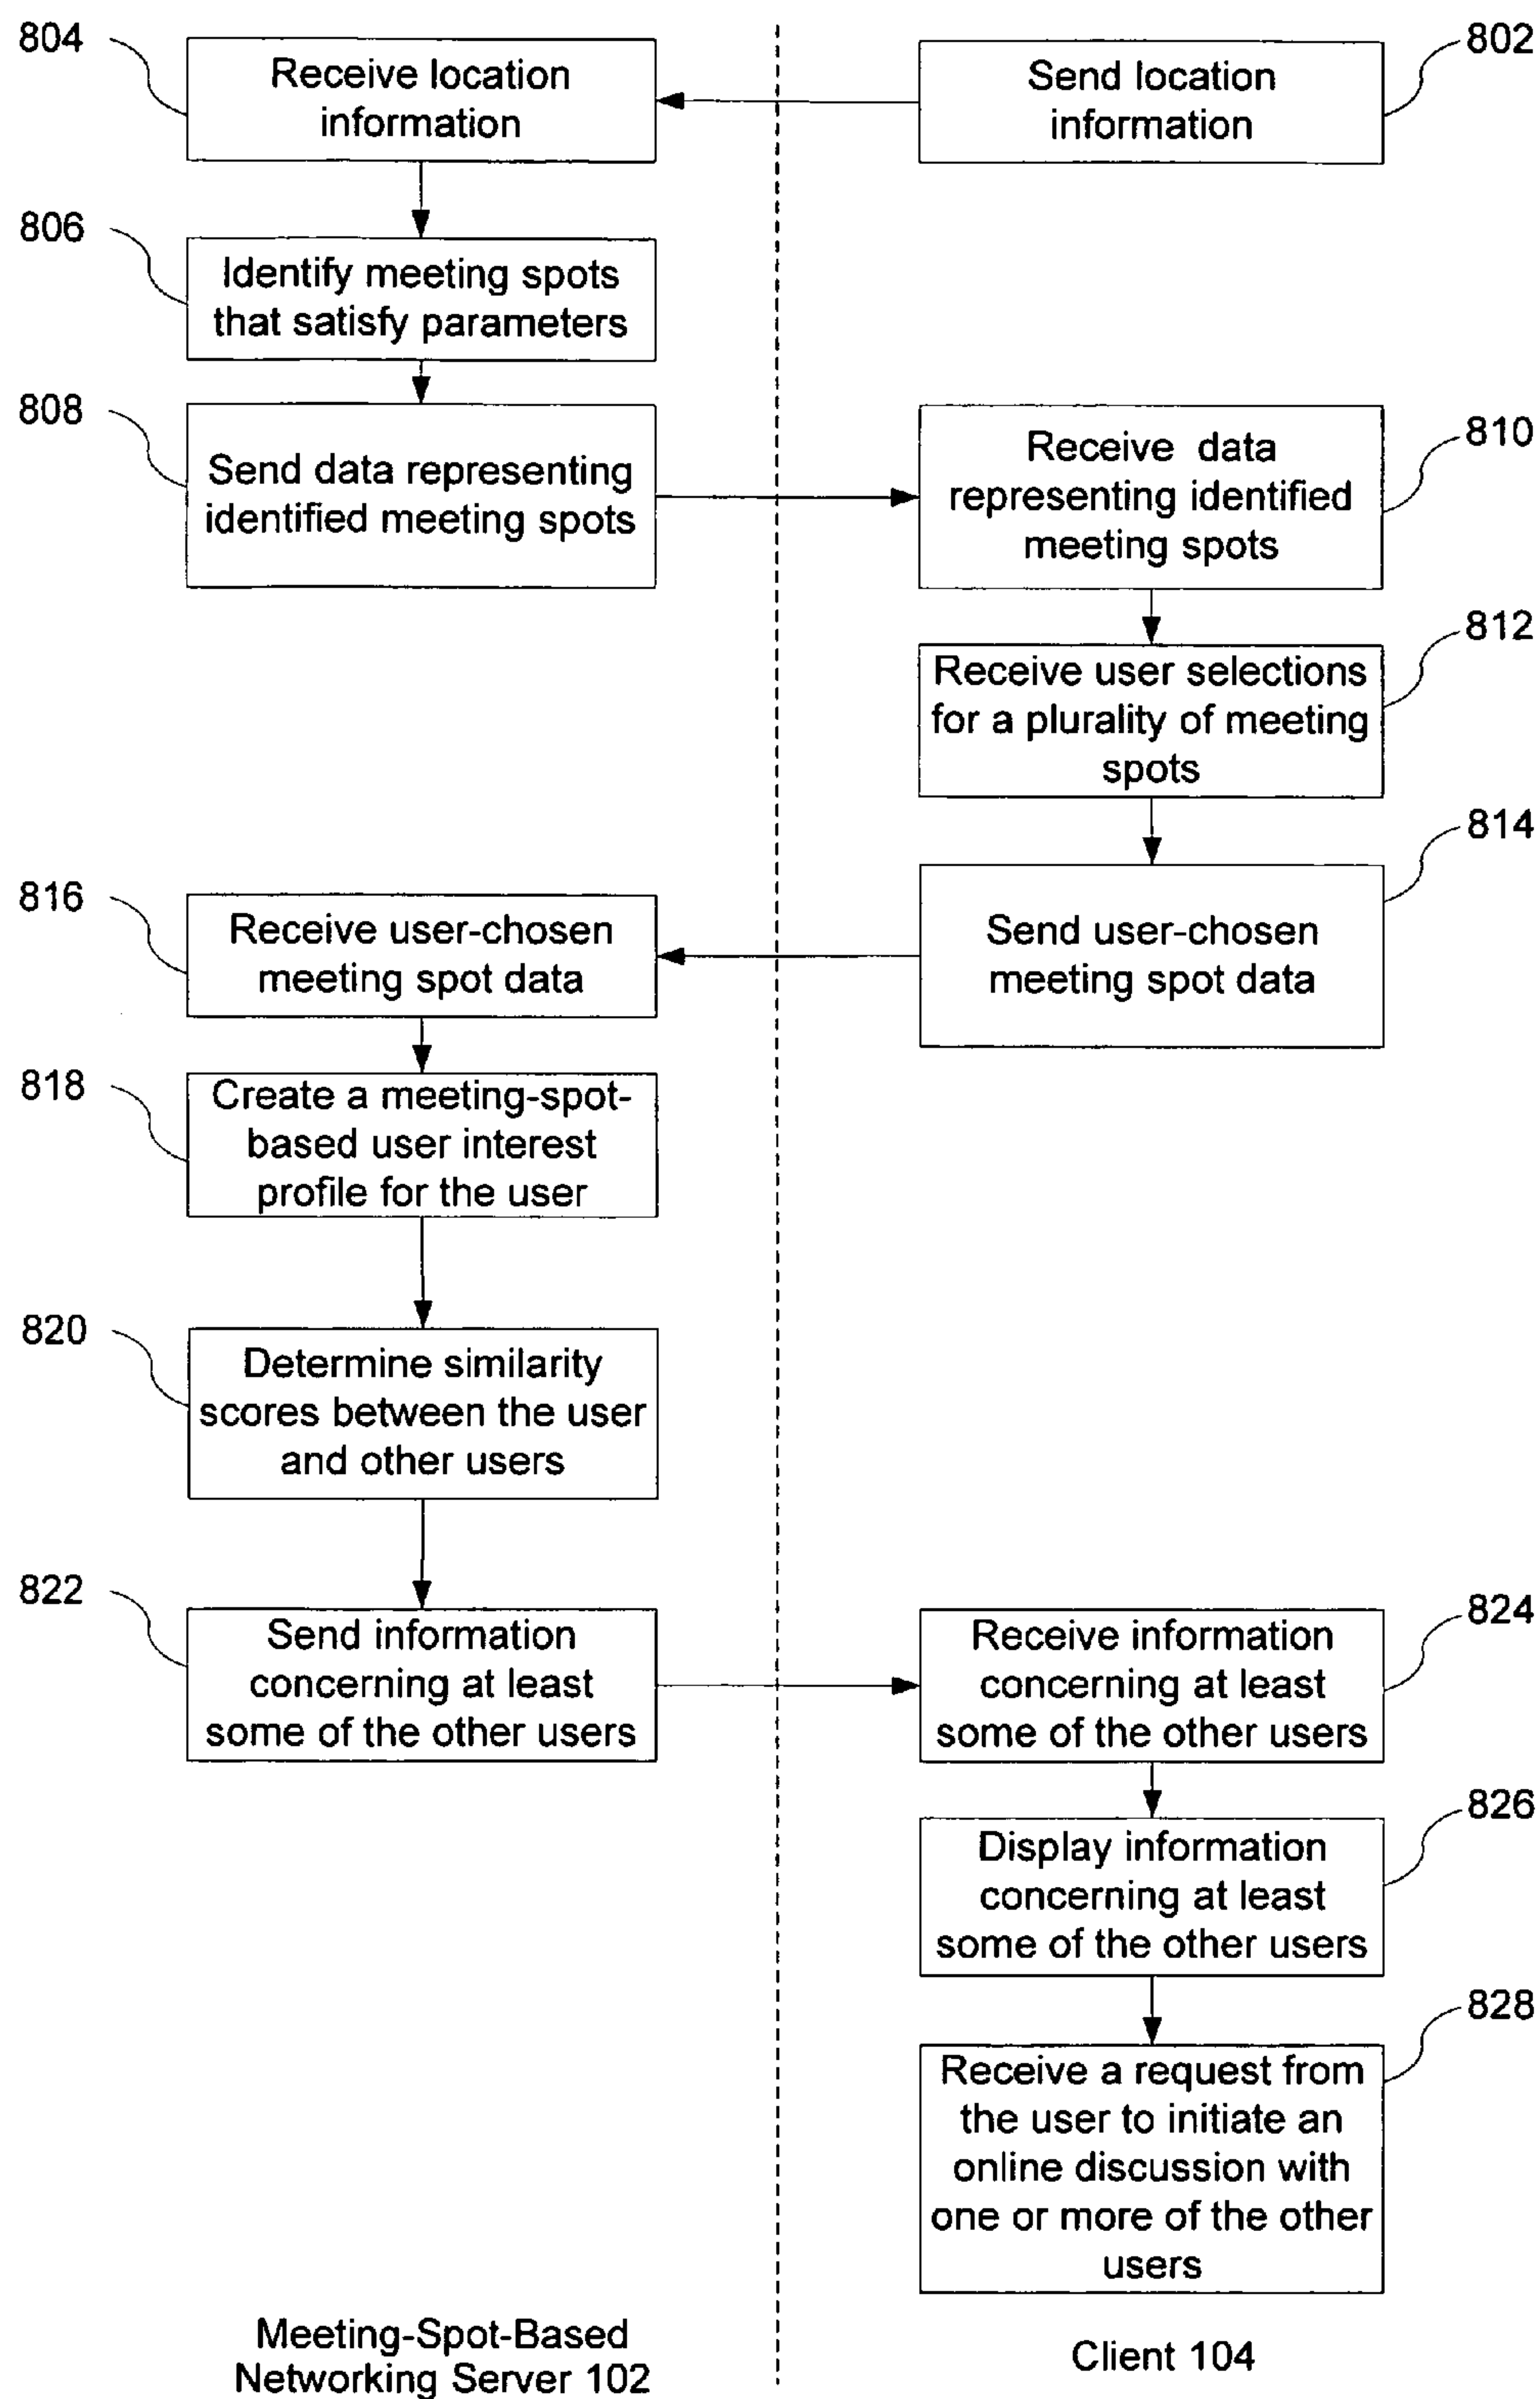 804
Receive location
information
802
Send location
information
806
Identify meeting spots
that satisfy parameters
808
Send data representing
identified meeting spots
810
Receive data
representing identified
meeting spots
812
Receive user selections
for a plurality of meeting
spots
814
Send user-chosen
meeting spot data
816
Receive user-chosen
meeting spot data
818
Create a meeting-spot-
based user interest
profile for the user
820
Determine similarity
scores between the user
and other users
822
Send information
concerning at least
some of the other users
824
Receive information
concerning at least
some of the other users
826
Display information
concerning at least
some of the other users
828
Receive a request from
the user to initiate an
online discussion with
one or more of the other
users
Meeting-Spot-Based
Networking Server 102
Client 104